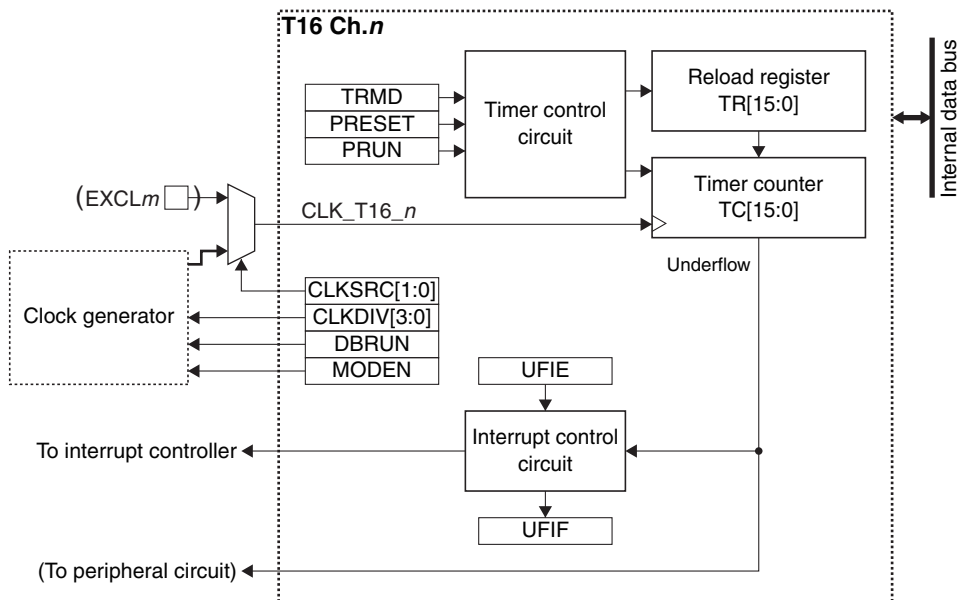 T16 Ch.n
Reload register
TR[15:0]
TRMD
PRESET
PRUN
Timer control
circuit
Internal data bus
Timer counter
TC[15:0]
(EXCLm )
CLK_T16_n
Underflow
Clock generator
CLKSRC[1:0]
CLKDIV[3:0]
DBRUN
MODEN
UFIE
To interrupt controller
Interrupt control
circuit
UFIF
(To peripheral circuit)